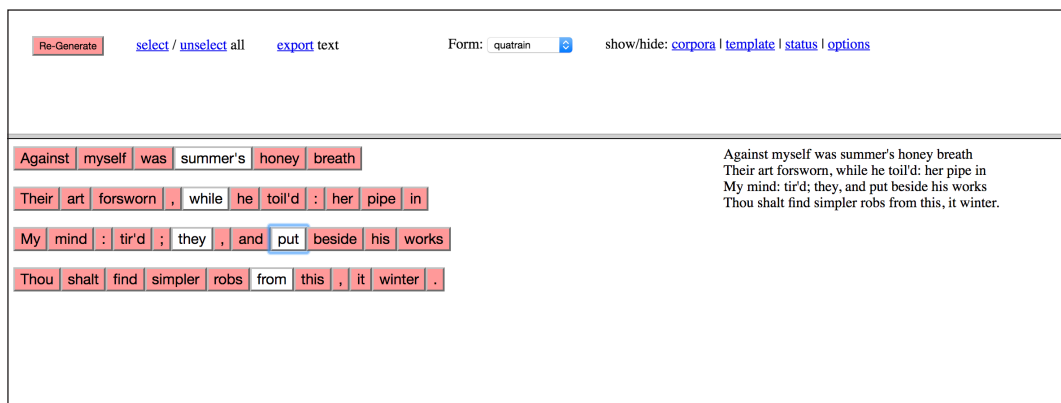 Re-Generate select / unselect all export text Form: quatrain show/hide: corpora | template | status | options
Against myself was summer's honey breath
Their art forsworn , while he toil'd : her pipe in
My mind : tir'd ; they , and put beside his works
Thou shalt find simpler robs from this , it winter .
Against myself was summer's honey breath
Their art forsworn, while he toil'd: her pipe in
My mind: tir'd; they, and put beside his works
Thou shalt find simpler robs from this, it winter.